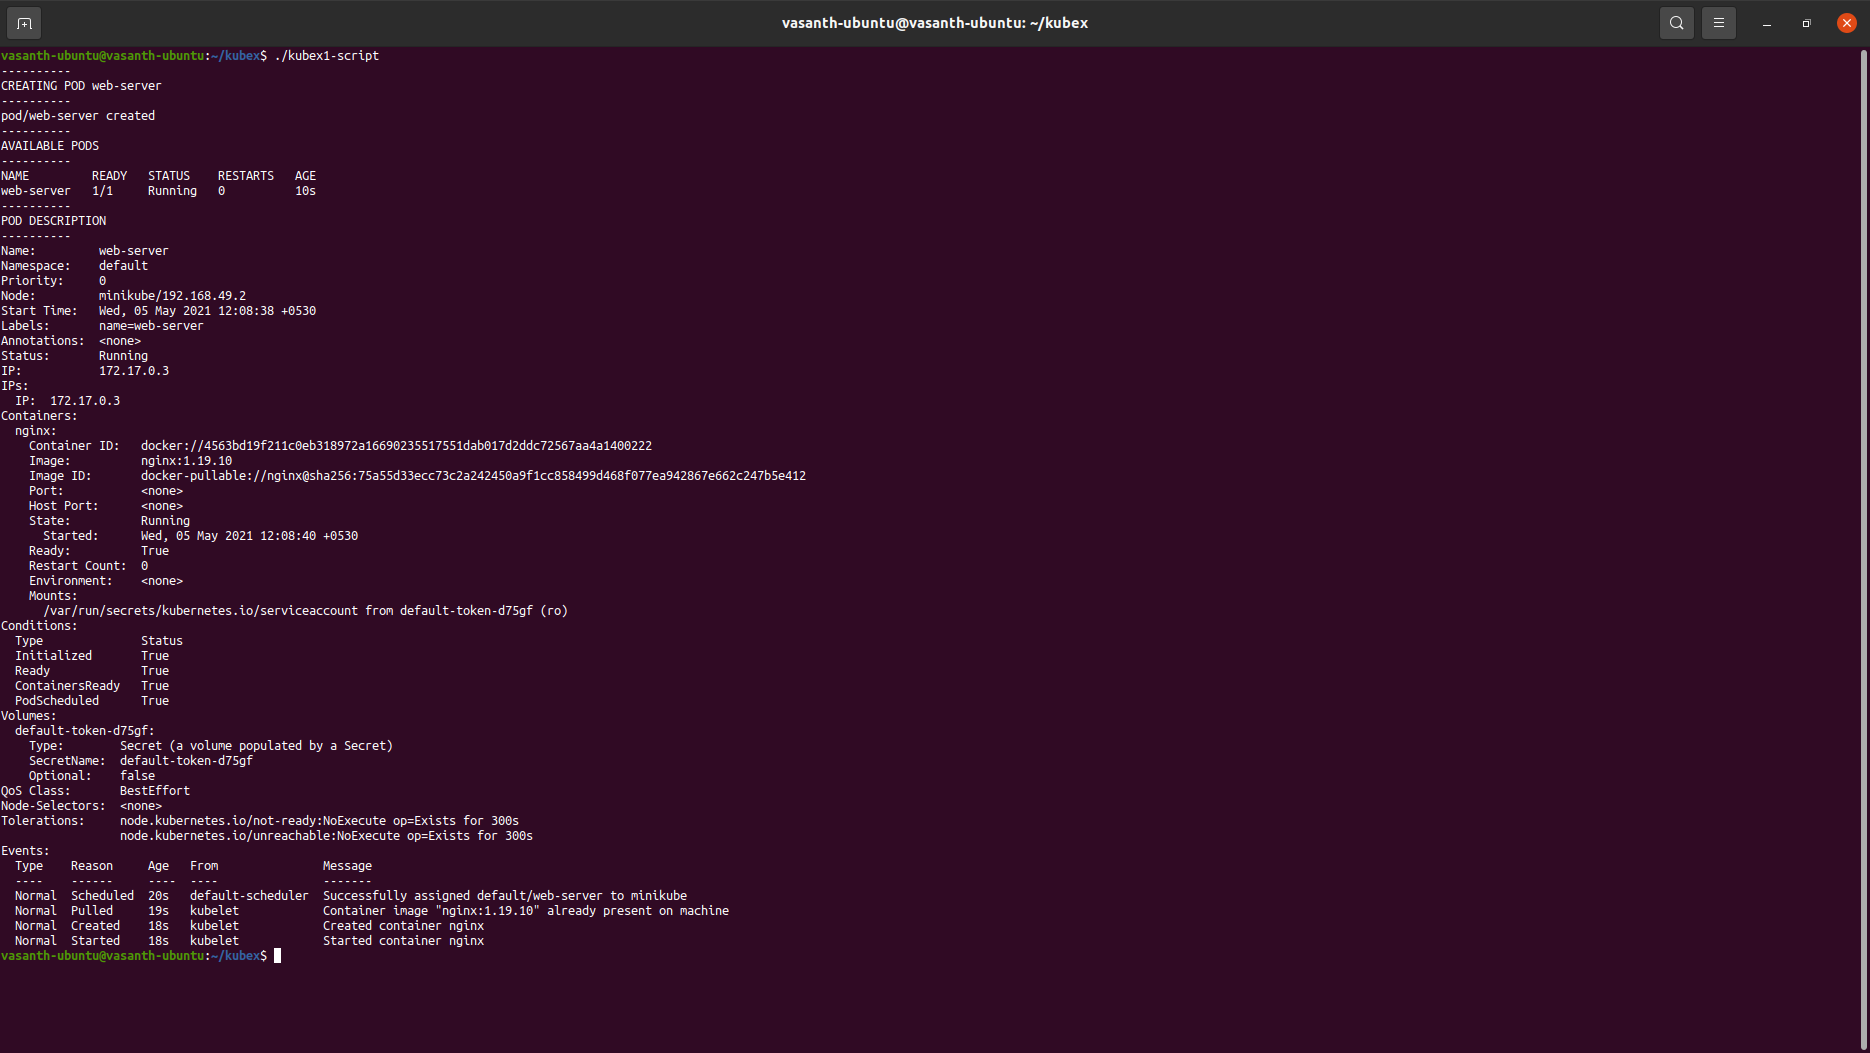 vasanth-ubuntu@vasanth-ubuntu: ~/kubex
vasanth-ubuntu@vasanth-ubuntu:~/kubex$ ./kubex1-script
----------
CREATING POD web-server
----------
pod/web-server created
----------
AVAILABLE PODS
----------
NAME         READY   STATUS    RESTARTS   AGE
web-server   1/1     Running   0          10s
----------
POD DESCRIPTION
----------
Name:         web-server
Namespace:    default
Priority:     0
Node:         minikube/192.168.49.2
Start Time:   Wed, 05 May 2021 12:08:38 +0530
Labels:       name=web-server
Annotations:  <none>
Status:       Running
IP:           172.17.0.3
IPs:
  IP:  172.17.0.3
Containers:
  nginx:
    Container ID:   docker://4563bd19f211c0eb318972a16690235517551dab017d2ddc72567aa4a1400222
    Image:          nginx:1.19.10
    Image ID:       docker-pullable://nginx@sha256:75a55d33ecc73c2a242450a9f1cc858499d468f077ea942867e662c247b5e412
    Port:           <none>
    Host Port:      <none>
    State:          Running
      Started:      Wed, 05 May 2021 12:08:40 +0530
    Ready:          True
    Restart Count:  0
    Environment:    <none>
    Mounts:
      /var/run/secrets/kubernetes.io/serviceaccount from default-token-d75gf (ro)
Conditions:
  Type              Status
  Initialized       True
  Ready             True
  ContainersReady   True
  PodScheduled      True
Volumes:
  default-token-d75gf:
    Type:        Secret (a volume populated by a Secret)
    SecretName:  default-token-d75gf
    Optional:    false
QoS Class:       BestEffort
Node-Selectors:  <none>
Tolerations:     node.kubernetes.io/not-ready:NoExecute op=Exists for 300s
                 node.kubernetes.io/unreachable:NoExecute op=Exists for 300s
Events:
  Type    Reason     Age   From               Message
  ----    ------     ----  ----               -------
  Normal  Scheduled  20s   default-scheduler  Successfully assigned default/web-server to minikube
  Normal  Pulled     19s   kubelet            Container image "nginx:1.19.10" already present on machine
  Normal  Created    18s   kubelet            Created container nginx
  Normal  Started    18s   kubelet            Started container nginx
vasanth-ubuntu@vasanth-ubuntu:~/kubex$